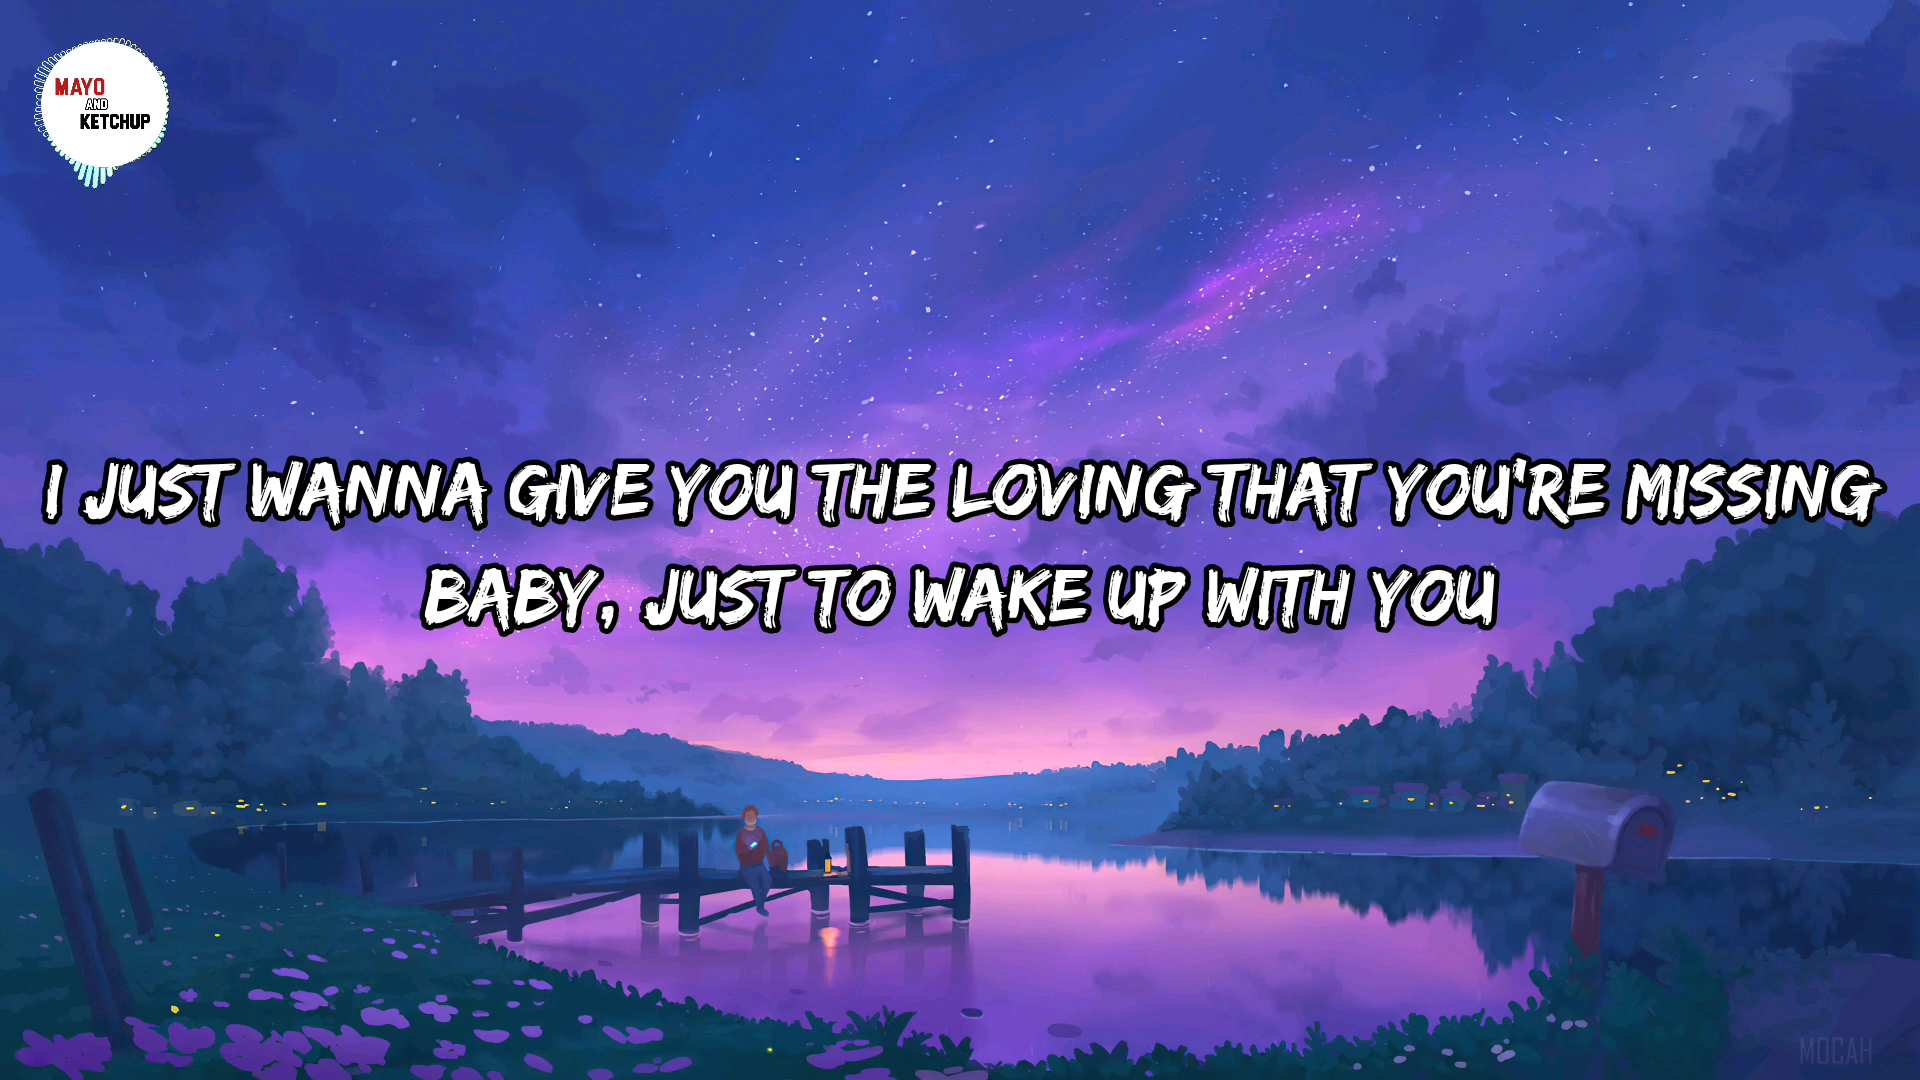 MAYO
AND
KETCHUP
I JUST WANNA GIVE YOU THE LOVING THAT YOU'RE MISSING
BABY, JUST TO WAKE UP WITH YOU
MOCAH